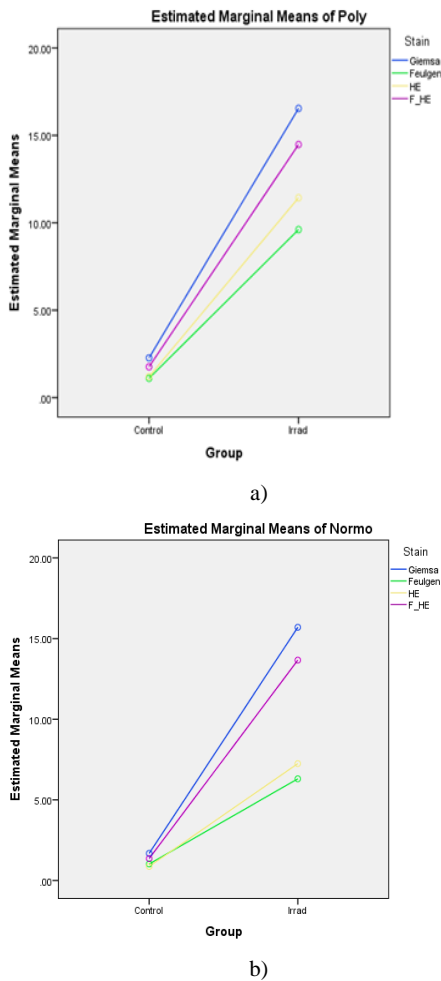 Estimated Marginal Means of Poly
Stain
Giemsa
Feulgen
HE
F_HE
20.00
15.00
10.00
5.00
.00
Estimated Marginal Means
Control
Irrad
Group
a)
Estimated Marginal Means of Normo
Stain
Giemsa
Feulgen
HE
F_HE
20.00
15.00
10.00
5.00
.00
Estimated Marginal Means
Control
Irrad
Group
b)